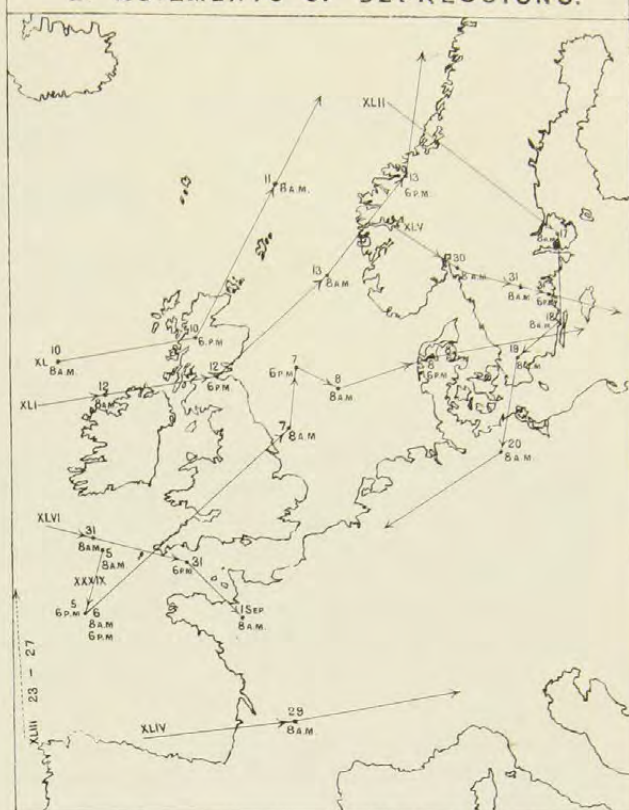 MOVEMENTS OF DEPRESSIONS.
XLII
11
8 A.M.
13
6 P.M.
XLV
17
8 A.M.
30
8 A.M.
13
8 A.M.
31
8 A.M.
6 P.M.
18
8 A.M.
10
6 P.M.
10
XL
8 A.M.
7
6 P.M.
8
8 A.M.
8
6 P.M.
19
8 A.M.
12
8 A.M.
12
6 P.M.
XLI
7
8 A.M.
20
8 A.M.
XLVI
31
8 A.M.
5
8 A.M.
31
6 P.M.
XXXIX
5
6 P.M.
6
8 A.M.
6 P.M.
1 SEP.
8 A.M.
XLIII 23 - 27
XLIV
29
8 A.M.